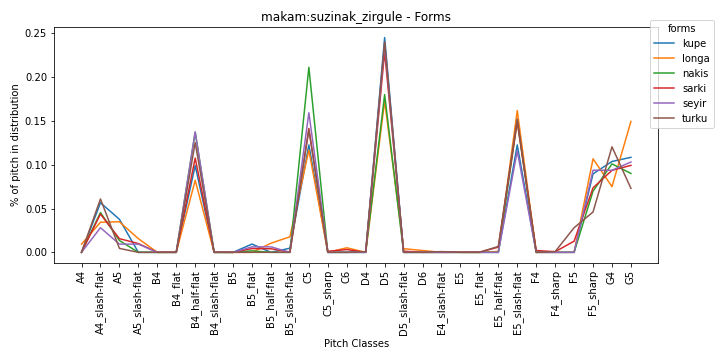 makam:suzinak_zirgule - Forms
forms
kupe
longa
nakis
sarki
seyir
turku
% of pitch in distribution
0.25
0.20
0.15
0.10
0.05
0.00
A4
A4_slash-flat
A5
A5_slash-flat
B4
B4_flat
B4_half-flat
B4_slash-flat
B5
B5_flat
B5_half-flat
B5_slash-flat
C5
C5_sharp
C6
D4
D5
D5_slash-flat
D6
E4_slash-flat
E5
E5_flat
E5_half-flat
E5_slash-flat
F4
F4_sharp
F5
F5_sharp
G4
G5
Pitch Classes